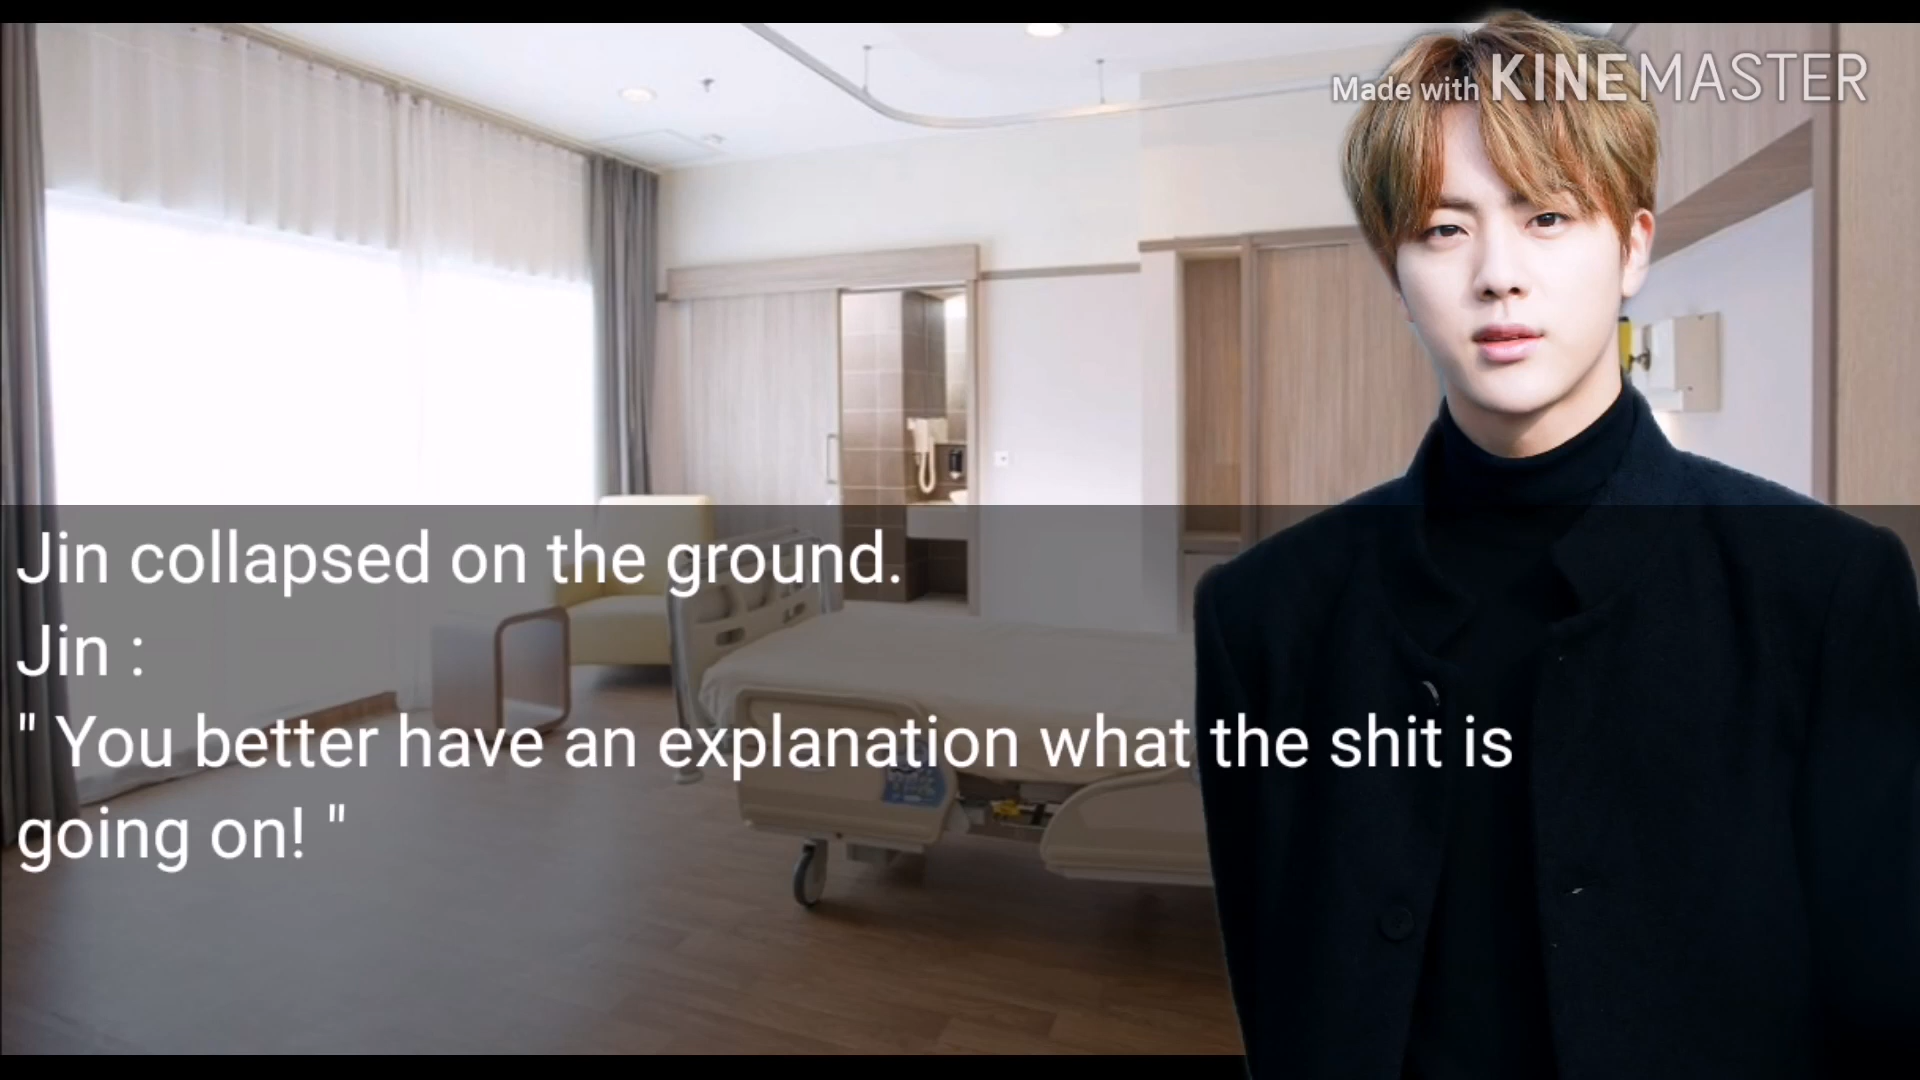 Made with KINEMASTER
Jin collapsed on the ground.
Jin :
" You better have an explanation what the shit is
going on! "